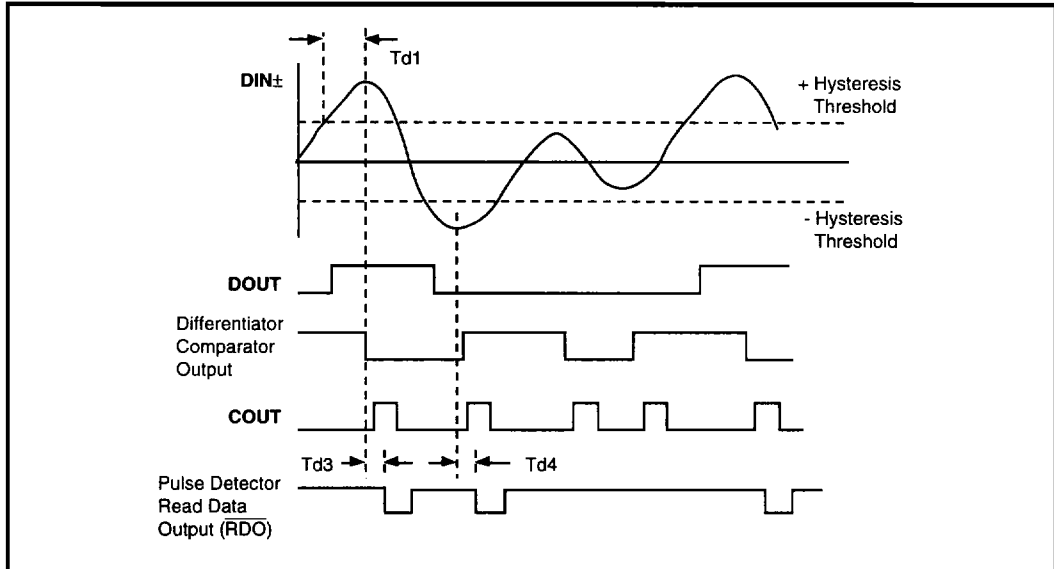 Td1
DIN±
+ Hysteresis
Threshold
- Hysteresis
Threshold
DOUT
Differentiator
Comparator
Output
COUT
Td3
Td4
Pulse Detector
Read Data
Output (RDO)